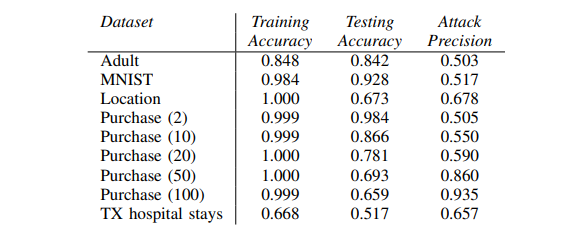 Dataset Training Testing Attack
Accuracy Accuracy Precision
Adult 0.848 0.842 0.503
MNIST 0.984 0.928 0.517
Location 1.000 0.673 0.678
Purchase (2) 0.999 0.984 0.505
Purchase (10) 0.999 0.866 0.550
Purchase (20) 1.000 0.781 0.590
Purchase (50) 1.000 0.693 0.860
Purchase (100) 0.999 0.659 0.935
TX hospital stays 0.668 0.517 0.657